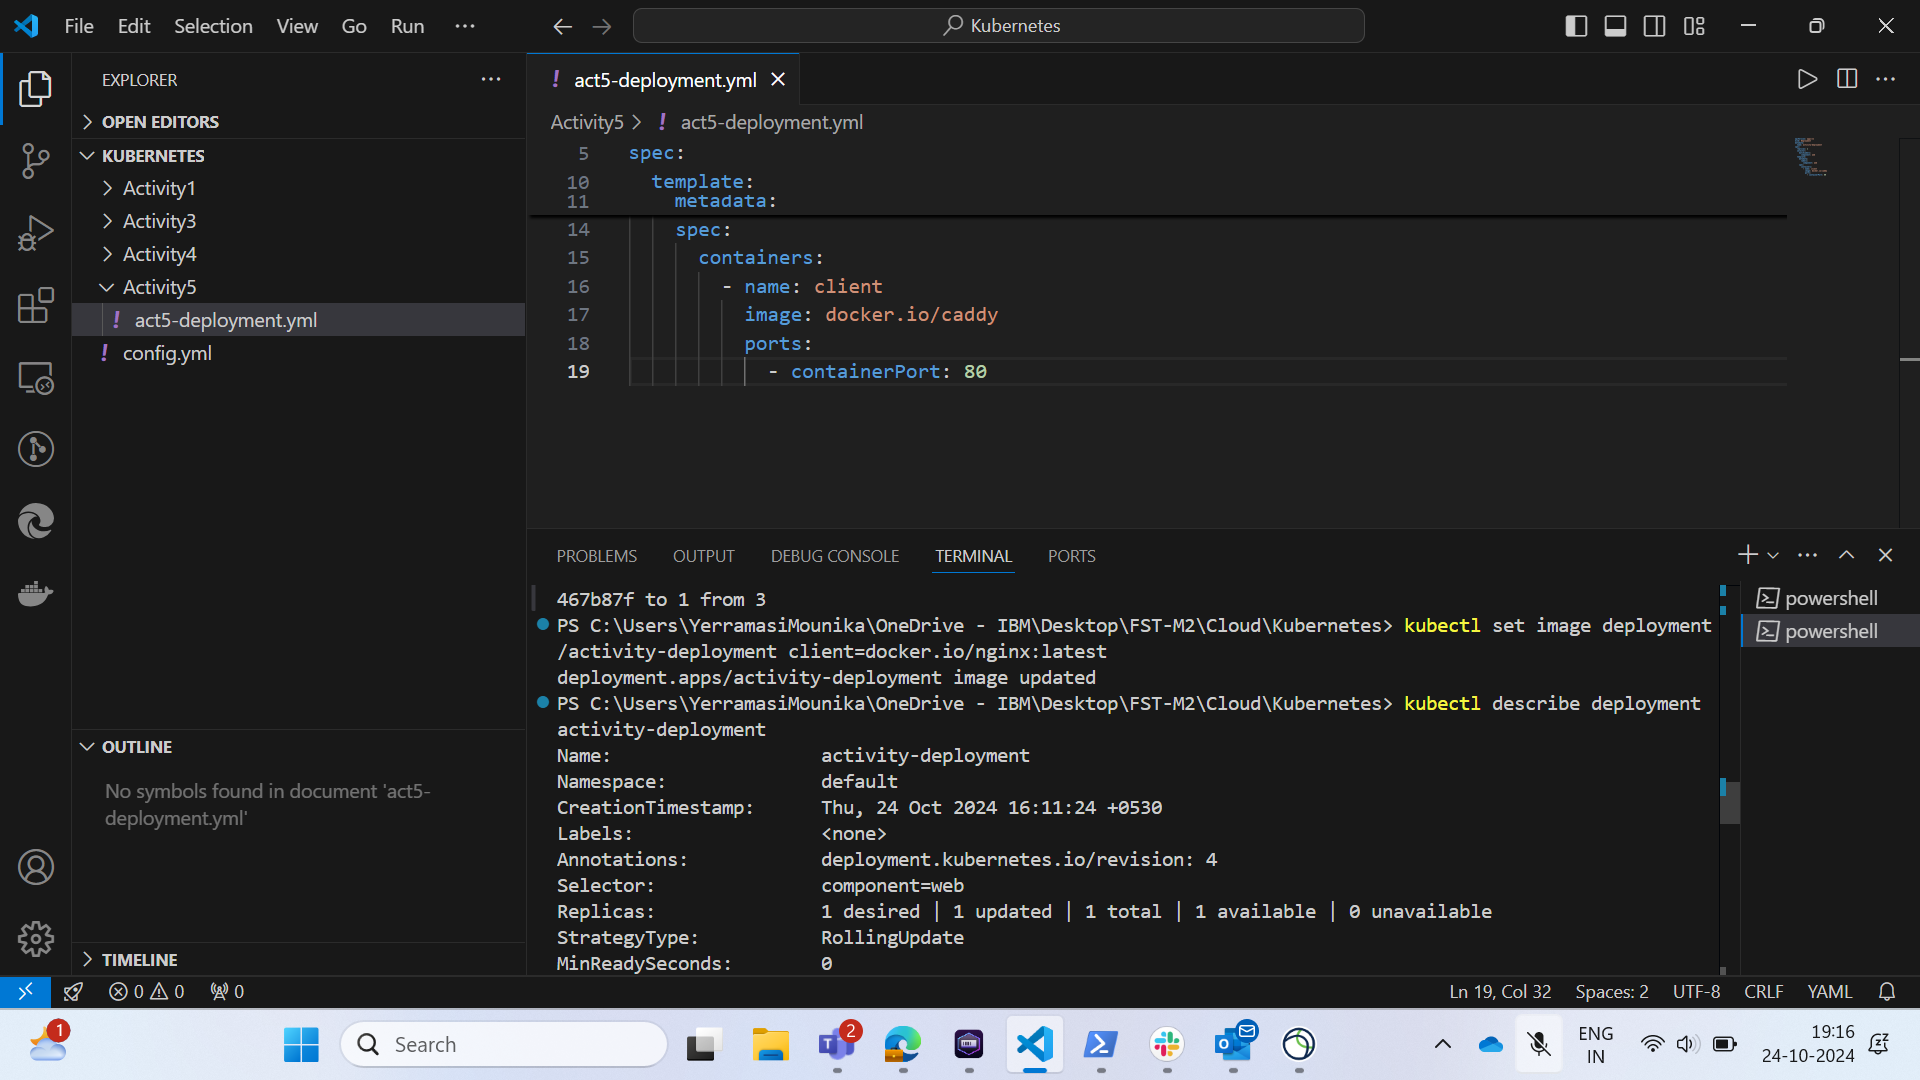 File Edit Selection View Go Run ···
Kubernetes
EXPLORER
OPEN EDITORS
KUBERNETES
Activity1
Activity3
Activity4
Activity5
! act5-deployment.yml
! config.yml
OUTLINE
No symbols found in document 'act5-
deployment.yml'
TIMELINE
! act5-deployment.yml
Activity5 > ! act5-deployment.yml
5 spec:
10 template:
11 metadata:
14 spec:
15 containers:
16 - name: client
17 image: docker.io/caddy
18 ports:
19 - containerPort: 80
PROBLEMS OUTPUT DEBUG CONSOLE TERMINAL PORTS
467b87f to 1 from 3
PS C:\Users\YerramasiMounika\OneDrive - IBM\Desktop\FST-M2\Cloud\Kubernetes> kubectl set image deployment
/activity-deployment client=docker.io/nginx:latest
deployment.apps/activity-deployment image updated
PS C:\Users\YerramasiMounika\OneDrive - IBM\Desktop\FST-M2\Cloud\Kubernetes> kubectl describe deployment
activity-deployment
Name: activity-deployment
Namespace: default
CreationTimestamp: Thu, 24 Oct 2024 16:11:24 +0530
Labels: <none>
Annotations: deployment.kubernetes.io/revision: 4
Selector: component=web
Replicas: 1 desired | 1 updated | 1 total | 1 available | 0 unavailable
StrategyType: RollingUpdate
MinReadySeconds: 0
powershell
powershell
0 0 0
Ln 19, Col 32 Spaces: 2 UTF-8 CRLF YAML
1
Search
2
ENG
IN
19:16
24-10-2024